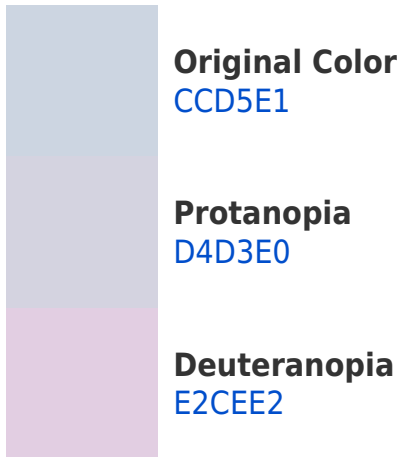 Original Color
CCD5E1
Protanopia
D4D3E0
Deuteranopia
E2CEE2